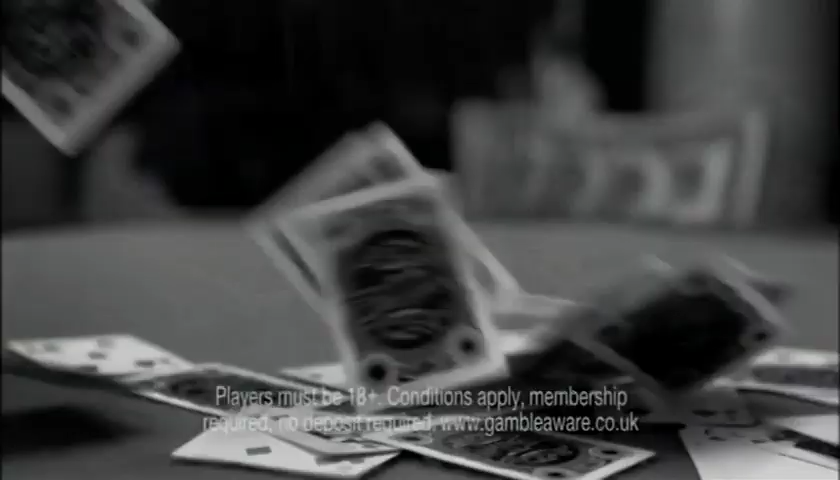 Players must be 18+. Conditions apply, membership
required, no deposit required. www.gambleaware.co.uk